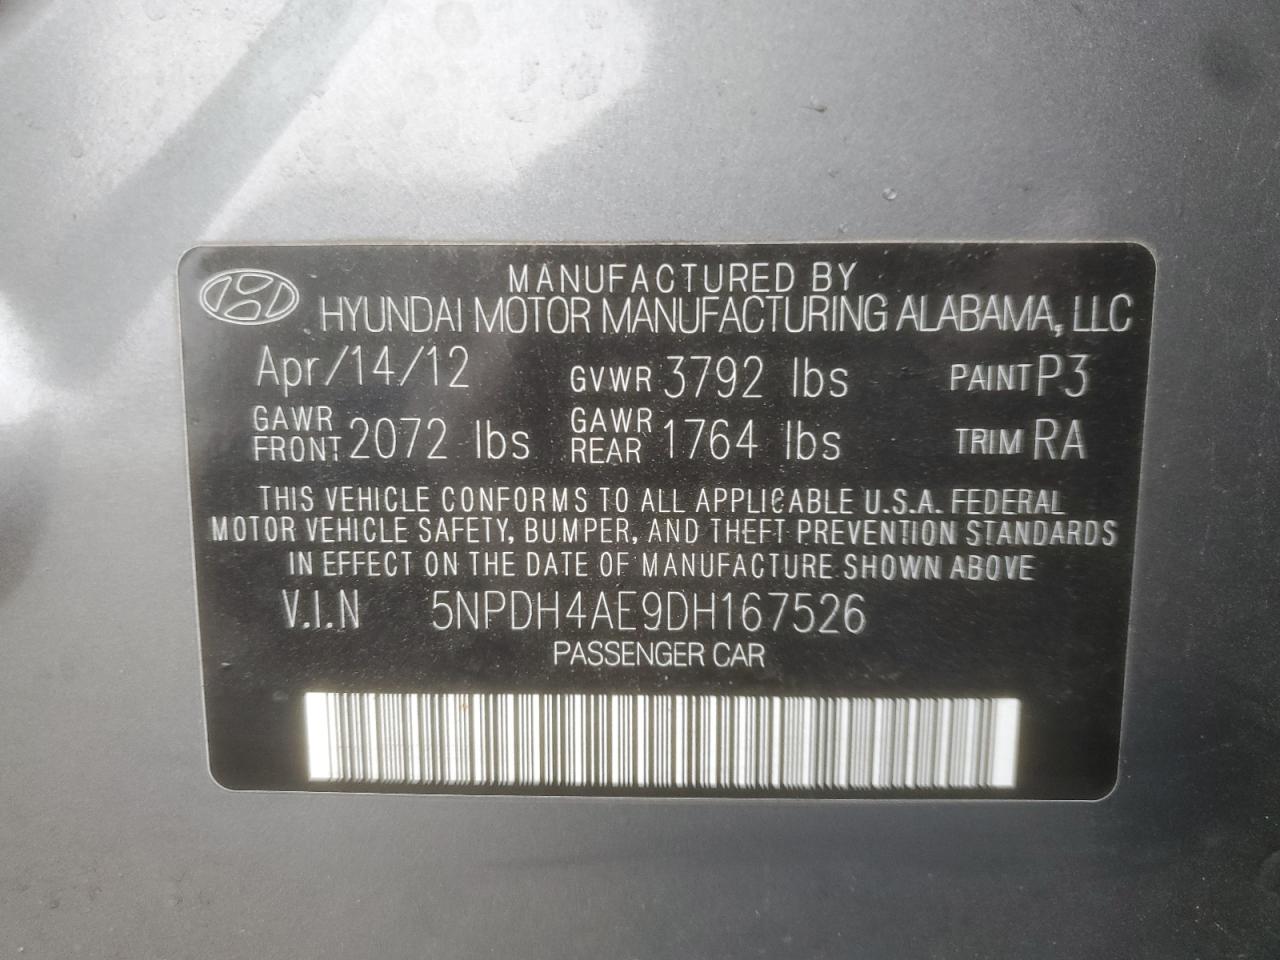 MANUFACTURED BY
HYUNDAI MOTOR MANUFACTURING ALABAMA, LLC
Apr/14/12 GVWR 3792 lbs PAINT P3
GAWR FRONT 2072 lbs GAWR REAR 1764 lbs TRIM RA
THIS VEHICLE CONFORMS TO ALL APPLICABLE U.S.A. FEDERAL
MOTOR VEHICLE SAFETY, BUMPER, AND THEFT PREVENTION STANDARDS
IN EFFECT ON THE DATE OF MANUFACTURE SHOWN ABOVE
V.I.N 5NPDH4AE9DH167526
PASSENGER CAR